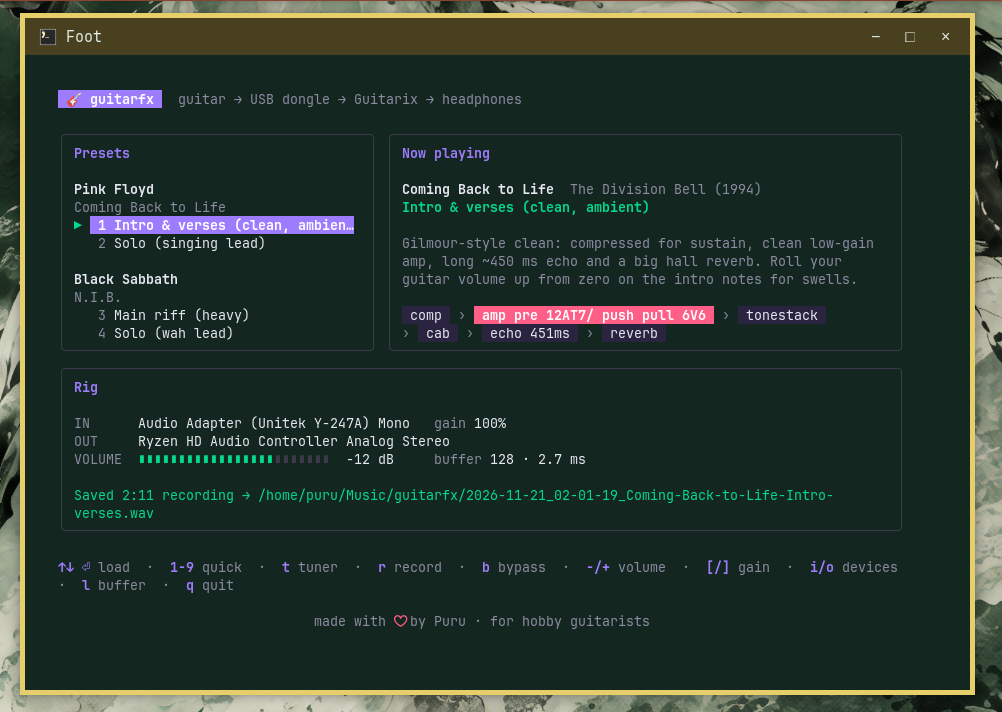 Foot
guitarfx guitar → USB dongle → Guitarix → headphones
Presets
Pink Floyd
Coming Back to Life
▶ 1 Intro & verses (clean, ambien…
2 Solo (singing lead)
Black Sabbath
N.I.B.
3 Main riff (heavy)
4 Solo (wah lead)
Now playing
Coming Back to Life The Division Bell (1994)
Intro & verses (clean, ambient)
Gilmour-style clean: compressed for sustain, clean low-gain
amp, long ~450 ms echo and a big hall reverb. Roll your
guitar volume up from zero on the intro notes for swells.
comp › amp pre 12AT7/ push pull 6V6 › tonestack
› cab › echo 451ms › reverb
Rig
IN Audio Adapter (Unitek Y-247A) Mono gain 100%
OUT Ryzen HD Audio Controller Analog Stereo
VOLUME -12 dB buffer 128 · 2.7 ms
Saved 2:11 recording → /home/puru/Music/guitarfx/2026-11-21_02-01-19_Coming-Back-to-Life-Intro-
verses.wav
↑↓ ⏎ load · 1-9 quick · t tuner · r record · b bypass · -/+ volume · [/] gain · i/o devices
· l buffer · q quit
made with ♡ by Puru · for hobby guitarists